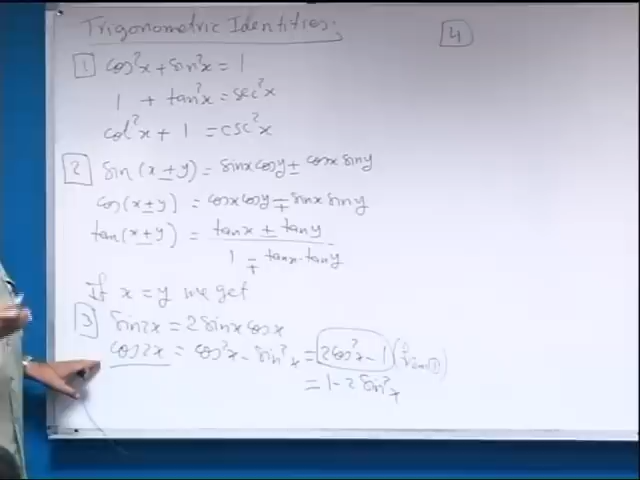 Trigonometric Identities:
1 cos²x + sin²x = 1
1 + tan²x = sec²x
cot²x + 1 = csc²x
2 sin(x ± y) = sinx cosy ± cosx siny
cos(x ± y) = cosx cosy ∓ sinx siny
tan(x ± y) = tanx ± tany / 1 ∓ tanx·tany
If x = y we get
3 sin2x = 2 sinx cosx
cos2x = cos²x - sin²x = 2cos²x - 1 (from ①)
= 1 - 2 sin²x
4